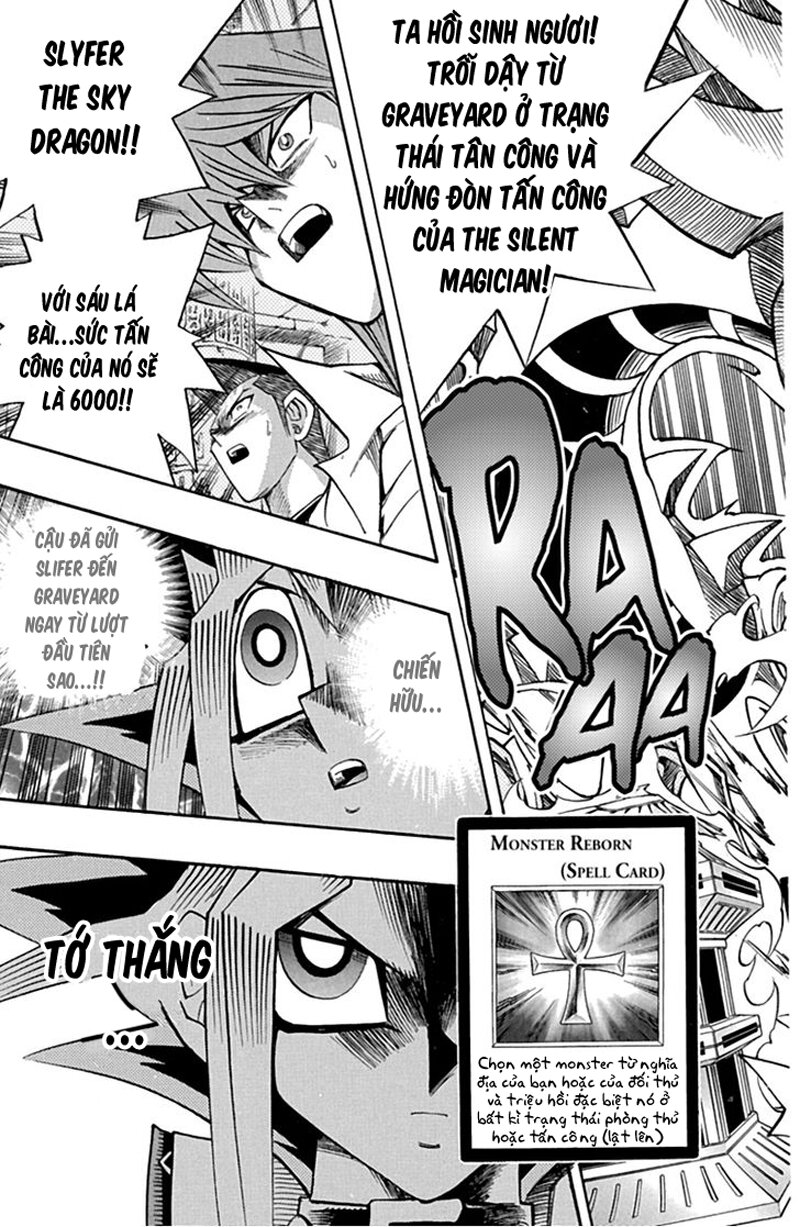 TA HỒI SINH NGƯƠI!
TRỖI DẬY TỪ
GRAVEYARD Ở TRẠNG
THÁI TÂN CÔNG VÀ
HỨNG ĐÒN TẤN CÔNG
CỦA THE SILENT
MAGICIAN!
SLYFER
THE SKY
DRAGON!!
VỚI SÁU LÁ
BÀI...SỨC TẤN
CÔNG CỦA NÓ SẼ
LÀ 6000!!
RA
AA
CHIẾN
HỮU...
CẬU ĐÃ GỬI
SLIFER ĐẾN
GRAVEYARD
NGAY TỪ LƯỢT
ĐẦU TIÊN
SAO...!!
MONSTER REBORN
(SPELL CARD)
Chọn một monster từ nghĩa
địa của bạn hoặc của đối thủ
và triệu hồi đặc biệt nó ở
bất kì trạng thái phòng thủ
hoặc tấn công (lật lên)
TỚ THẮNG
...